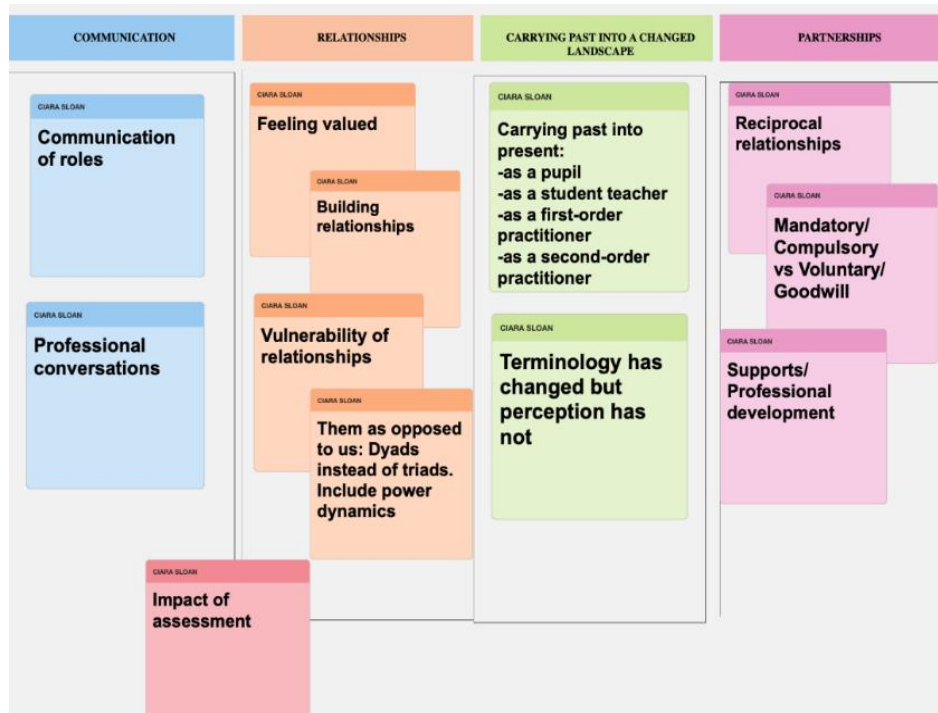 COMMUNICATION
RELATIONSHIPS
CARRYING PAST INTO A CHANGED
LANDSCAPE
PARTNERSHIPS
CIARA SLOAN
Communication
of roles
CIARA SLOAN
Professional
conversations
CIARA SLOAN
Feeling valued
CIARA SLOAN
Building
relationships
CIARA SLOAN
Vulnerability of
relationships
CIARA SLOAN
Them as opposed
to us: Dyads
instead of triads.
Include power
dynamics
CIARA SLOAN
Impact of
assessment
CIARA SLOAN
Carrying past into
present:
-as a pupil
-as a student teacher
-as a first-order
practitioner
-as a second-order
practitioner
CIARA SLOAN
Terminology has
changed but
perception has
not
CIARA SLOAN
Reciprocal
relationships
CIARA SLOAN
Mandatory/
Compulsory
vs Voluntary/
Goodwill
CIARA SLOAN
Supports/
Professional
development